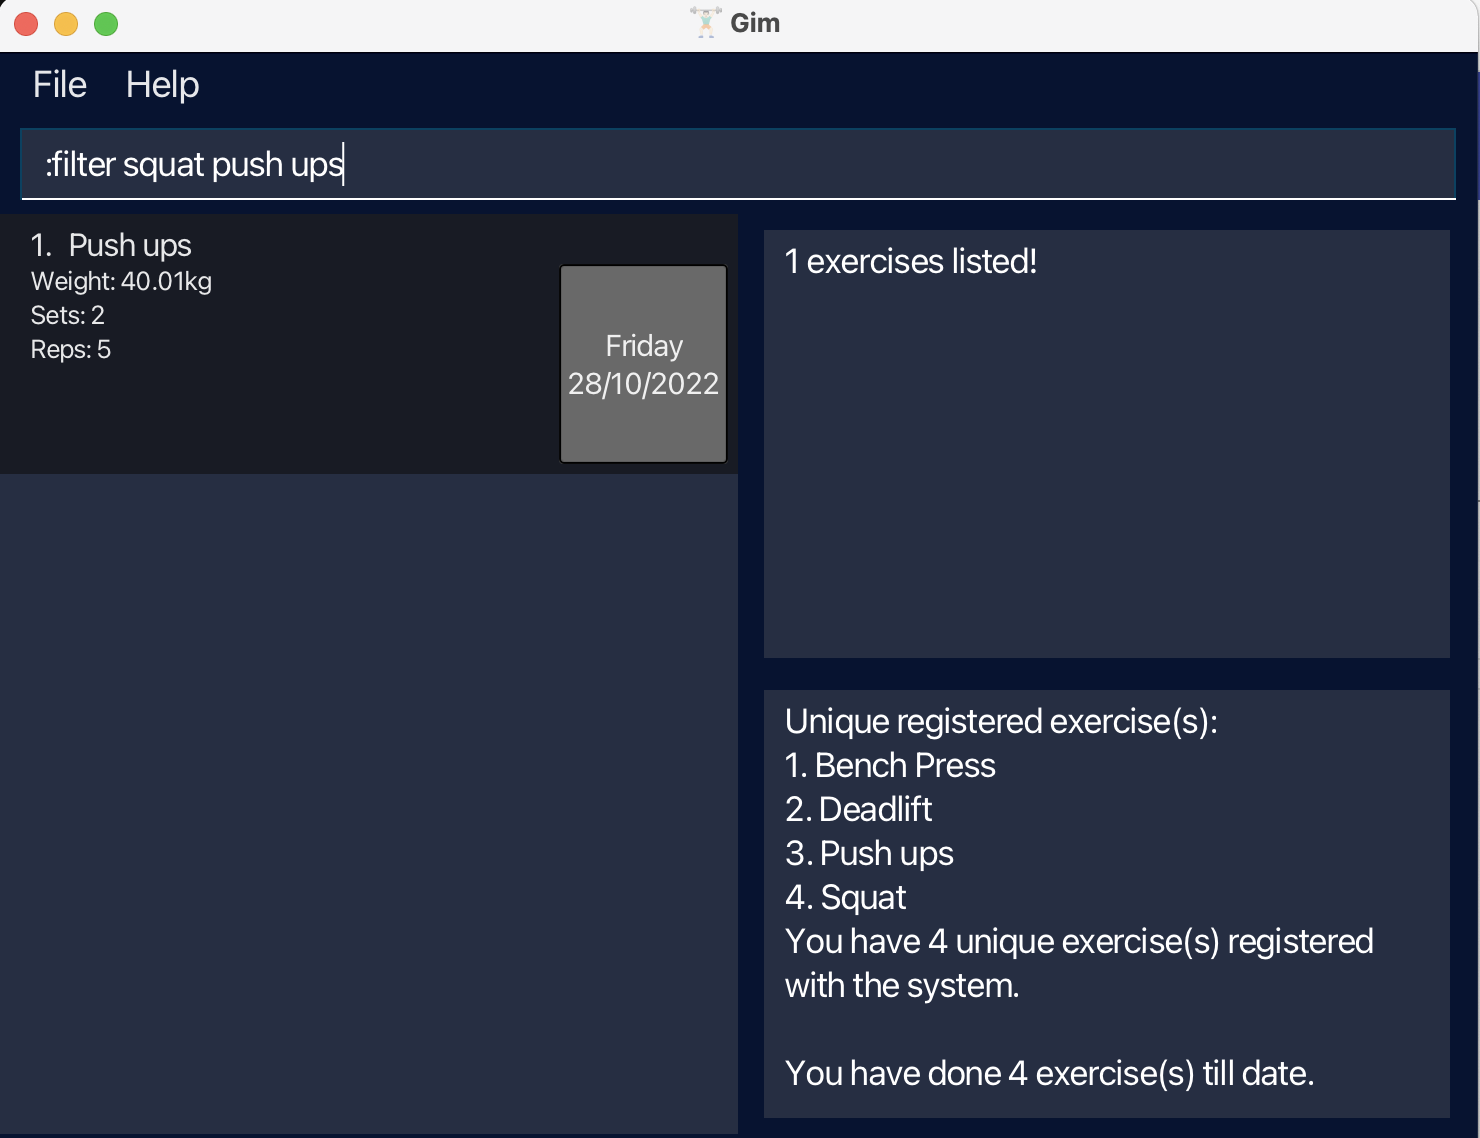 Gim
File Help
:filter squat push ups
1. Push ups
Weight: 40.01kg
Sets: 2
Reps: 5
Friday
28/10/2022
1 exercises listed!
Unique registered exercise(s):
1. Bench Press
2. Deadlift
3. Push ups
4. Squat
You have 4 unique exercise(s) registered
with the system.
You have done 4 exercise(s) till date.